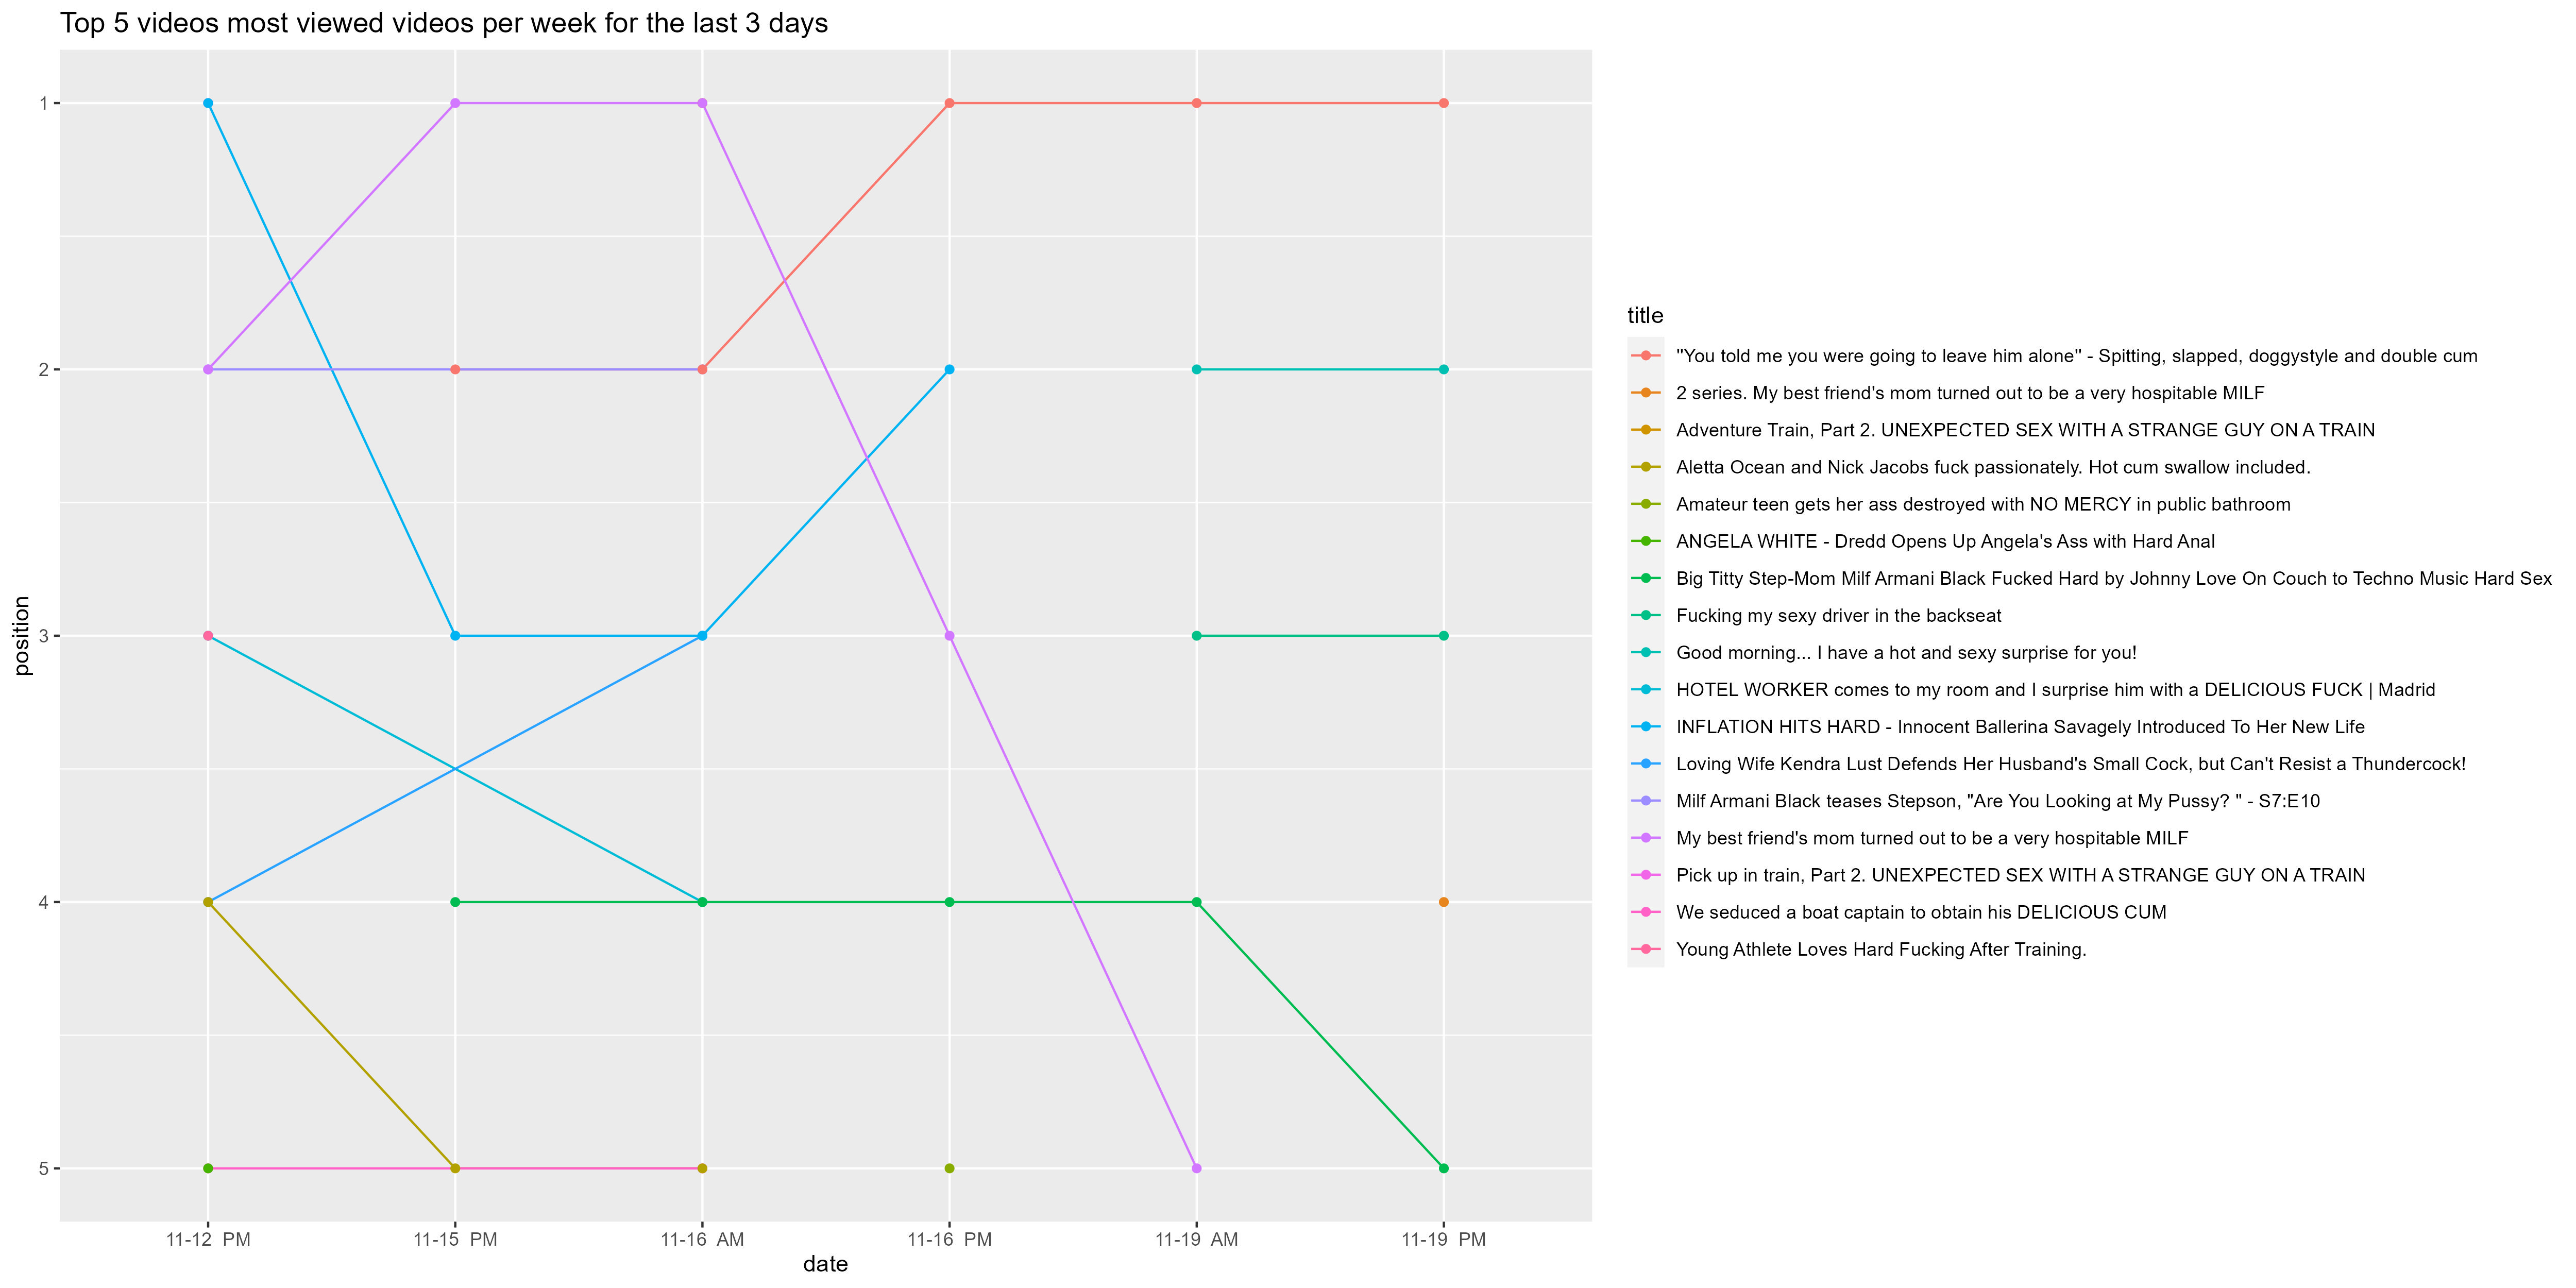 Top 5 videos most viewed videos per week for the last 3 days
position
1
2
3
4
5
11-12 PM
11-15 PM
11-16 AM
11-16 PM
11-19 AM
11-19 PM
date
title
"You told me you were going to leave him alone" - Spitting, slapped, doggystyle and double cum
2 series. My best friend's mom turned out to be a very hospitable MILF
Adventure Train, Part 2. UNEXPECTED SEX WITH A STRANGE GUY ON A TRAIN
Aletta Ocean and Nick Jacobs fuck passionately. Hot cum swallow included.
Amateur teen gets her ass destroyed with NO MERCY in public bathroom
ANGELA WHITE - Dredd Opens Up Angela's Ass with Hard Anal
Big Titty Step-Mom Milf Armani Black Fucked Hard by Johnny Love On Couch to Techno Music Hard Sex
Fucking my sexy driver in the backseat
Good morning... I have a hot and sexy surprise for you!
HOTEL WORKER comes to my room and I surprise him with a DELICIOUS FUCK | Madrid
INFLATION HITS HARD - Innocent Ballerina Savagely Introduced To Her New Life
Loving Wife Kendra Lust Defends Her Husband's Small Cock, but Can't Resist a Thundercock!
Milf Armani Black teases Stepson, "Are You Looking at My Pussy? " - S7:E10
My best friend's mom turned out to be a very hospitable MILF
Pick up in train, Part 2. UNEXPECTED SEX WITH A STRANGE GUY ON A TRAIN
We seduced a boat captain to obtain his DELICIOUS CUM
Young Athlete Loves Hard Fucking After Training.